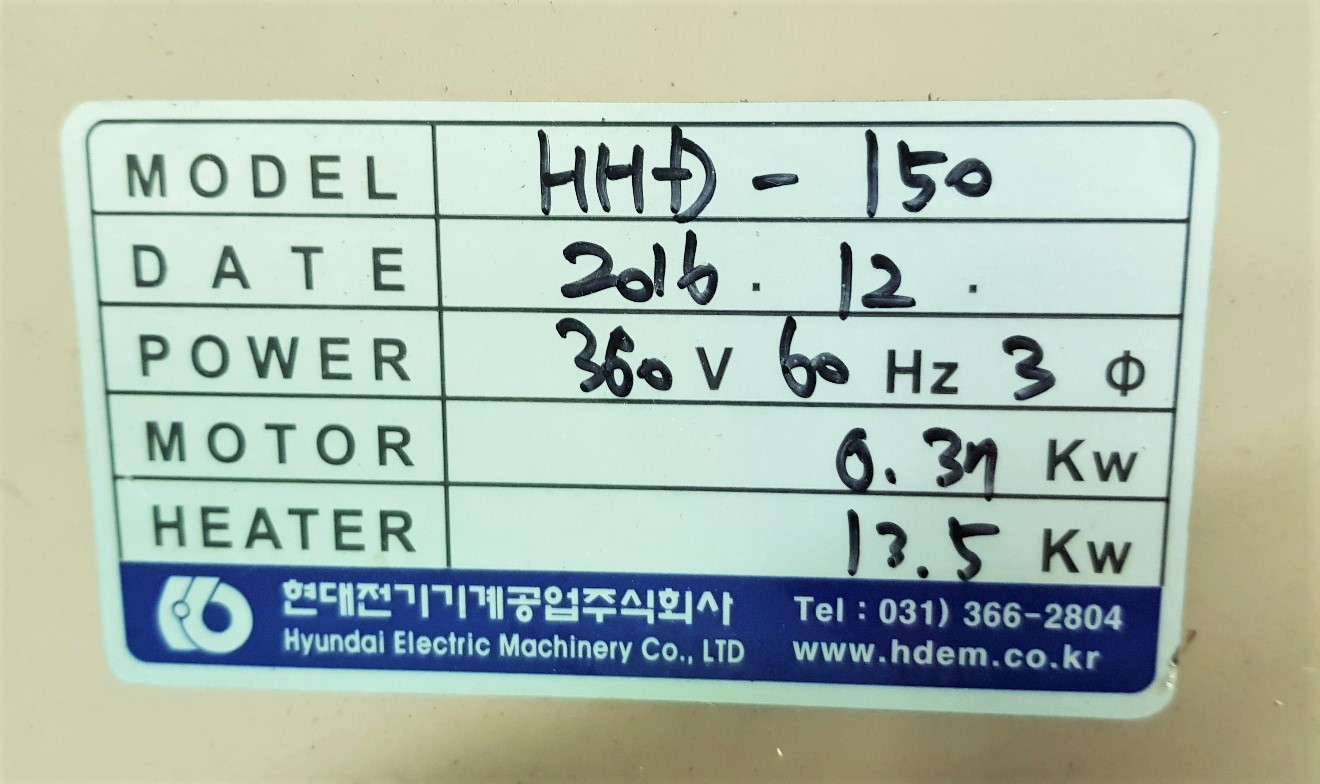 MODEL HHD - 150
DATE 2016 . 12 .
POWER 360 V 60 Hz 3 Φ
MOTOR 0.37 Kw
HEATER 13.5 Kw
현대전기기계공업주식회사 Tel : 031) 366-2804
Hyundai Electric Machinery Co., LTD www.hdem.co.kr